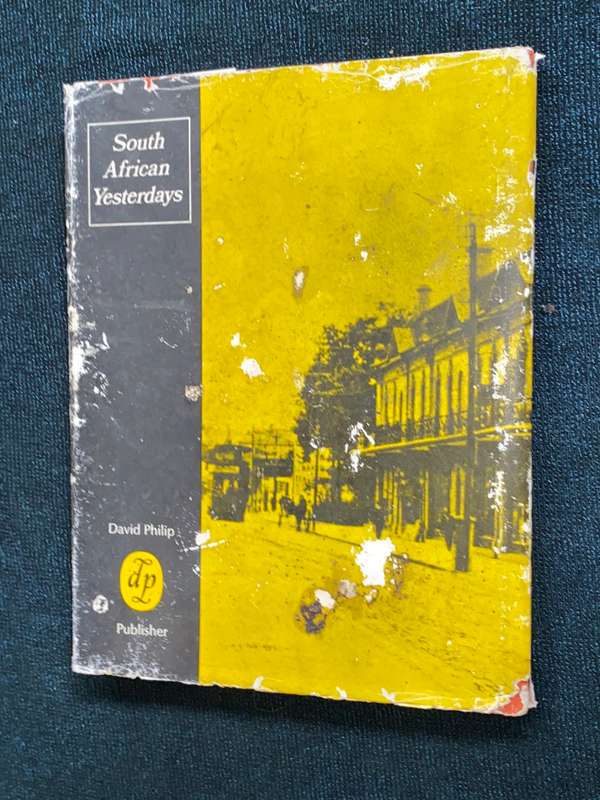 South
African
Yesterdays
David Philip
dp
Publisher